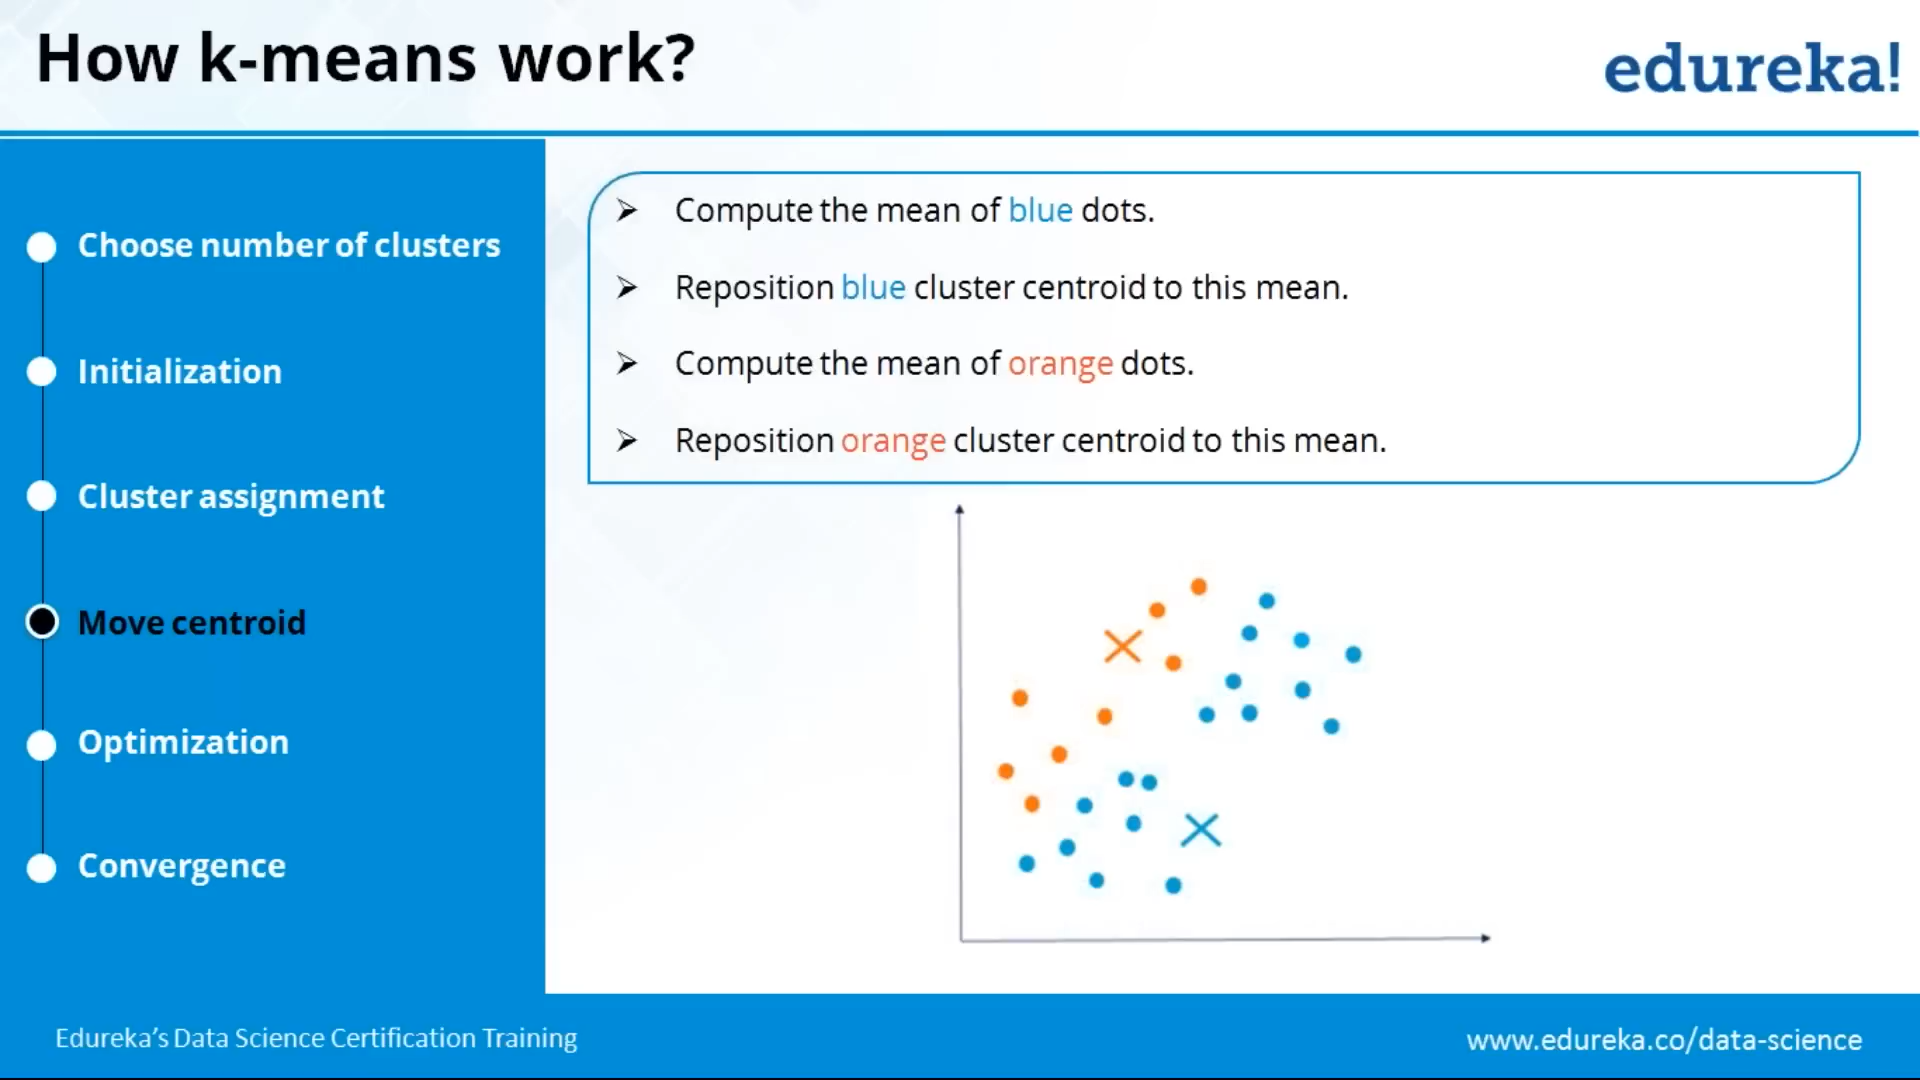 How k-means work?
edureka!
Choose number of clusters
Initialization
Cluster assignment
Move centroid
Optimization
Convergence
➢ Compute the mean of blue dots.
➢ Reposition blue cluster centroid to this mean.
➢ Compute the mean of orange dots.
➢ Reposition orange cluster centroid to this mean.
Edureka’s Data Science Certification Training
www.edureka.co/data-science